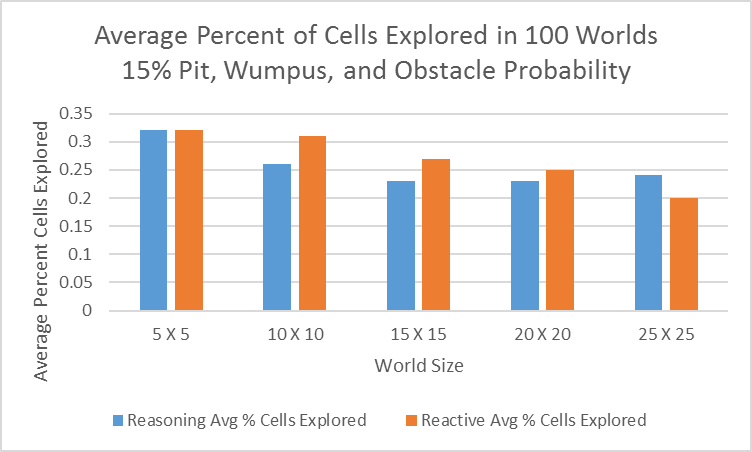 Average Percent of Cells Explored in 100 Worlds
15% Pit, Wumpus, and Obstacle Probability
Average Percent Cells Explored
0.35
0.3
0.25
0.2
0.15
0.1
0.05
0
5 X 5 10 X 10 15 X 15 20 X 20 25 X 25
World Size
Reasoning Avg % Cells Explored Reactive Avg % Cells Explored